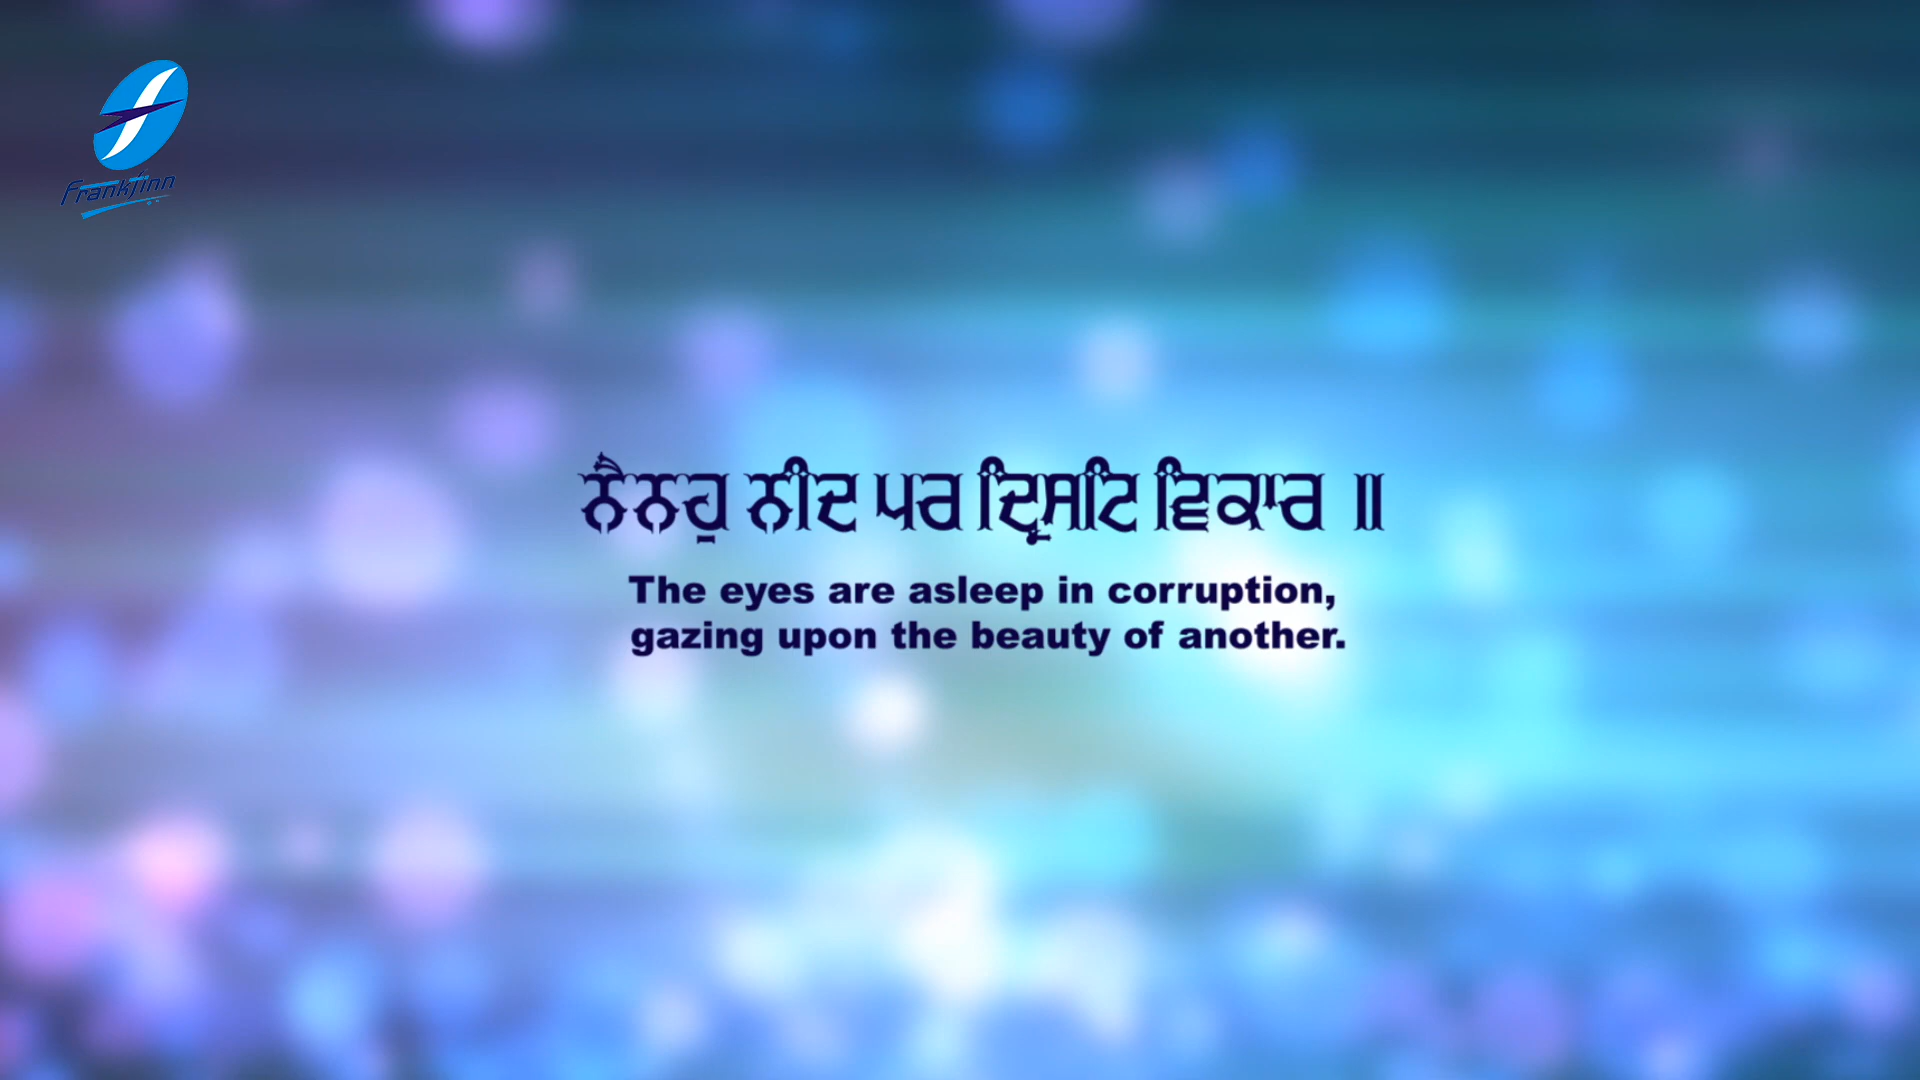 Frankfinn
ਨੈਨਹੁ ਨੀਦ ਪਰ ਦ੍ਰਿਸਟਿ ਵਿਕਾਰ ॥
The eyes are asleep in corruption,
gazing upon the beauty of another.